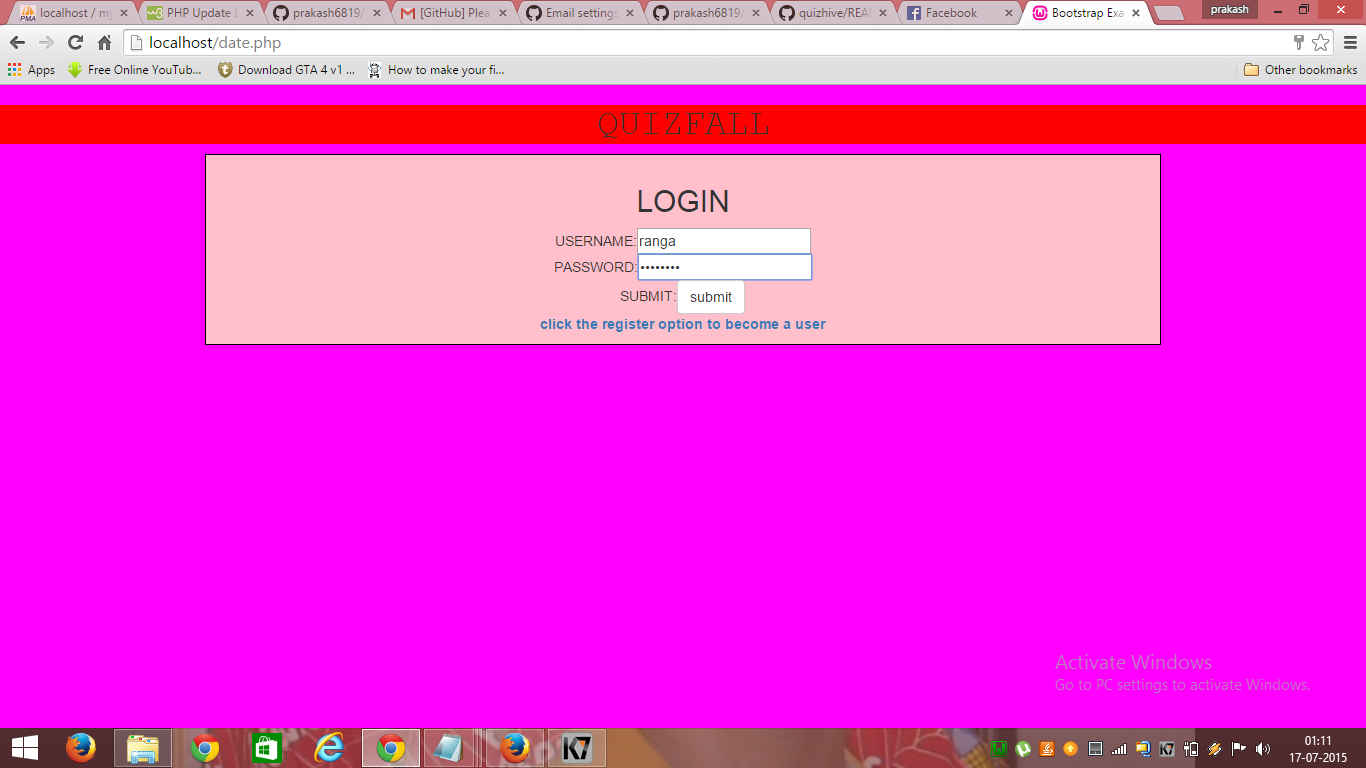 localhost / my
PHP Update D
prakash6819/
[GitHub] Plea
Email settings
prakash6819/
quizhive/REA
Facebook
Bootstrap Exa
prakash
localhost/date.php
Apps
Free Online YouTub...
Download GTA 4 v1 ...
How to make your fi...
Other bookmarks
QUIZFALL
LOGIN
USERNAME: ranga
PASSWORD: ••••••••
SUBMIT: submit
click the register option to become a user
Activate Windows
Go to PC settings to activate Windows.
K7
K7
01:11
17-07-2015